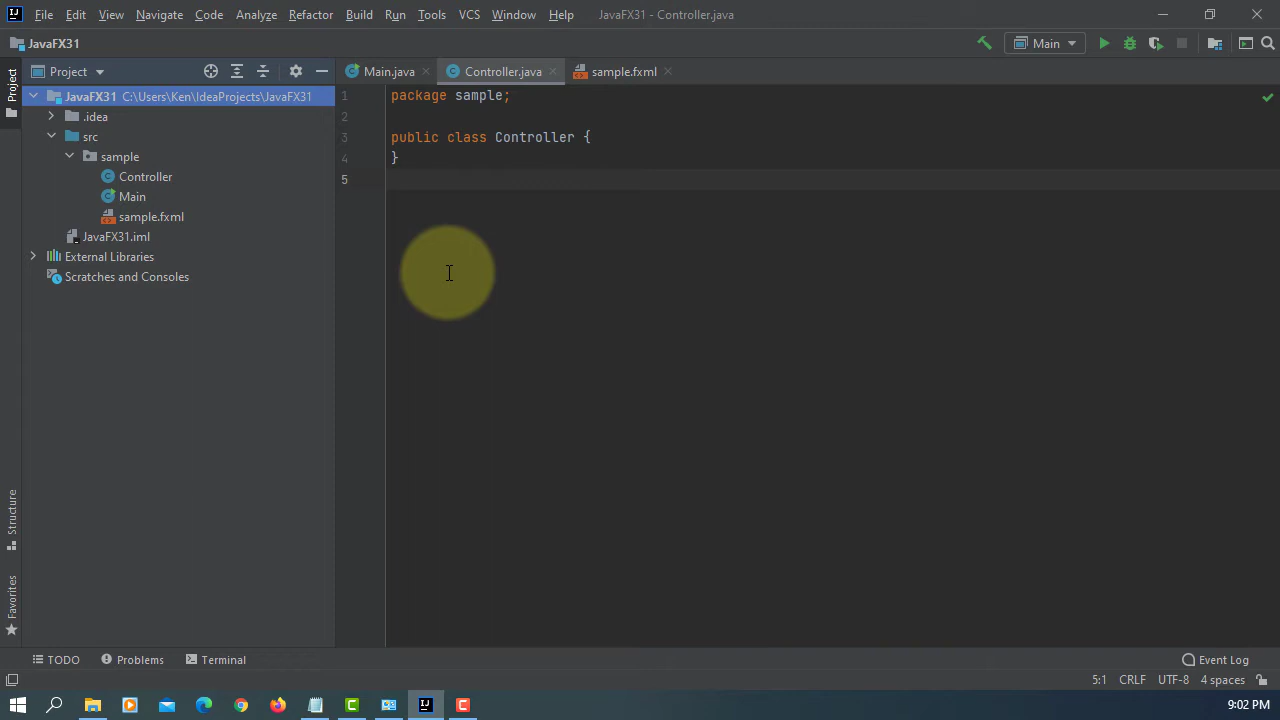 File Edit View Navigate Code Analyze Refactor Build Run Tools VCS Window Help JavaFX31 - Controller.java
JavaFX31
Main
Project
Project
Main.java
Controller.java
sample.fxml
JavaFX31 C:\Users\Ken\IdeaProjects\JavaFX31
.idea
src
sample
Controller
Main
sample.fxml
JavaFX31.iml
External Libraries
Scratches and Consoles
1 package sample;
2
3 public class Controller {
4 }
5
Structure
Favorites
TODO
Problems
Terminal
Event Log
5:1 CRLF UTF-8 4 spaces
9:02 PM